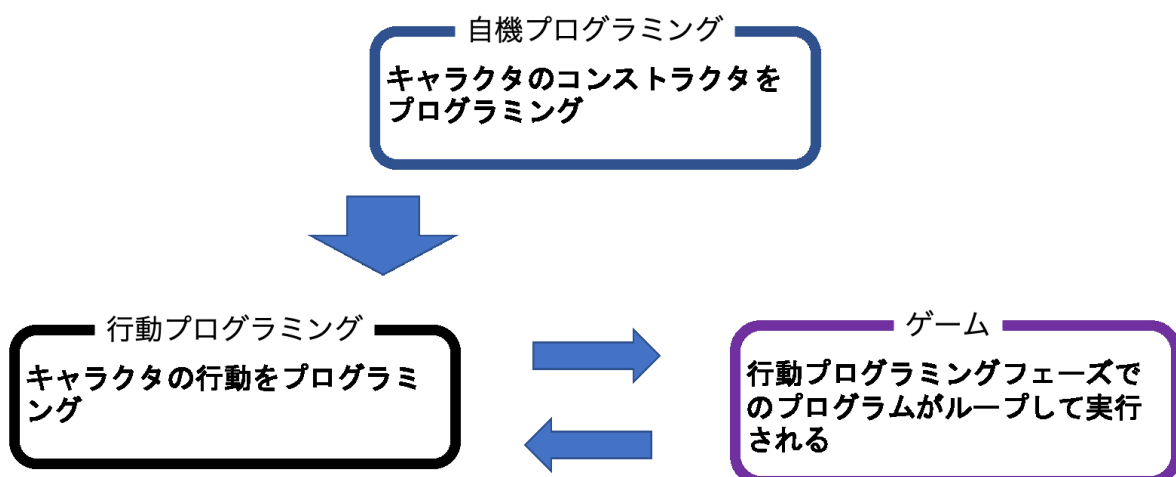 自機プログラミング
キャラクタのコンストラクタを
プログラミング
行動プログラミング
キャラクタの行動をプログラミ
ング
ゲーム
行動プログラミングフェーズで
のプログラムがループして実行
される